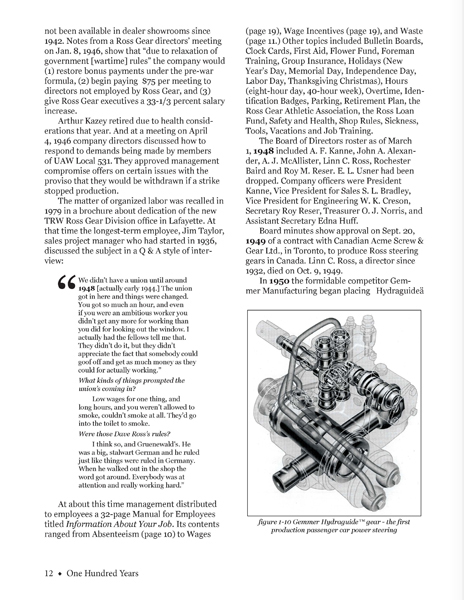 not been available in dealer showrooms since
1942. Notes from a Ross Gear directors' meeting
on Jan. 8, 1946, show that "due to relaxation of
government [wartime] rules" the company would
(1) restore bonus payments under the pre-war
formula, (2) begin paying $75 per meeting to
directors not employed by Ross Gear, and (3)
give Ross Gear executives a 33-1/3 percent salary
increase.
Arthur Kazey retired due to health consid-
erations that year. And at a meeting on April
4, 1946 company directors discussed how to
respond to demands being made by members
of UAW Local 531. They approved management
compromise offers on certain issues with the
proviso that they would be withdrawn if a strike
stopped production.
The matter of organized labor was recalled in
1979 in a brochure about dedication of the new
TRW Ross Gear Division office in Lafayette. At
that time the longest-term employee, Jim Taylor,
sales project manager who had started in 1936,
discussed the subject in a Q & A style of inter-
view:
“ We didn't have a union until around
1948 [actually early 1944.] The union
got in there and things were changed.
You got so much an hour, and even
if you were an ambitious worker you
didn't get any more for working than
you did for looking out the window. I
actually had the fellows tell me that.
They didn't do it, but they didn't
appreciate the fact that somebody could
goof off and get as much money as they
could for actually working."
What kinds of things prompted the
union's coming in?
Low wages for one thing, and
long hours, and you weren't allowed to
smoke, couldn't smoke at all. They'd go
into the toilet to smoke.
Were those Dave Ross's rules?
I think so, and Gruenewald's. He
was a big, stalwart German and he ruled
just like things were ruled in Germany.
When he walked out in the shop the
word got around. Everybody was at
attention and really working hard."
At about this time management distributed
to employees a 32-page Manual for Employees
titled Information About Your Job. Its contents
ranged from Absenteeism (page 10) to Wages
(page 19), Wage Incentives (page 19), and Waste
(page 11.) Other topics included Bulletin Boards,
Clock Cards, First Aid, Flower Fund, Foreman
Training, Group Insurance, Holidays (New
Year's Day, Memorial Day, Independence Day,
Labor Day, Thanksgiving Christmas), Hours
(eight-hour day, 40-hour week), Overtime, Iden-
tification Badges, Parking, Retirement Plan, the
Ross Gear Athletic Association, the Ross Loan
Fund, Safety and Health, Shop Rules, Sickness,
Tools, Vacations and Job Training.
The Board of Directors roster as of March
1, 1948 included A. F. Kanne, John A. Alexan-
der, A. J. McAllister, Linn C. Ross, Rochester
Baird and Roy M. Reser. E. L. Usner had been
dropped. Company officers were President
Kanne, Vice President for Sales S. L. Bradley,
Vice President for Engineering W. K. Creson,
Secretary Roy Reser, Treasurer O. J. Norris, and
Assistant Secretary Edna Huff.
Board minutes show approval on Sept. 20,
1949 of a contract with Canadian Acme Screw &
Gear Ltd., in Toronto, to produce Ross steering
gears in Canada. Linn C. Ross, a director since
1932, died on Oct. 9, 1949.
In 1950 the formidable competitor Gem-
mer Manufacturing began placing Hydraguideä
figure 1-10 Gemmer Hydraguide™ gear - the first
production passenger car power steering
12 • One Hundred Years